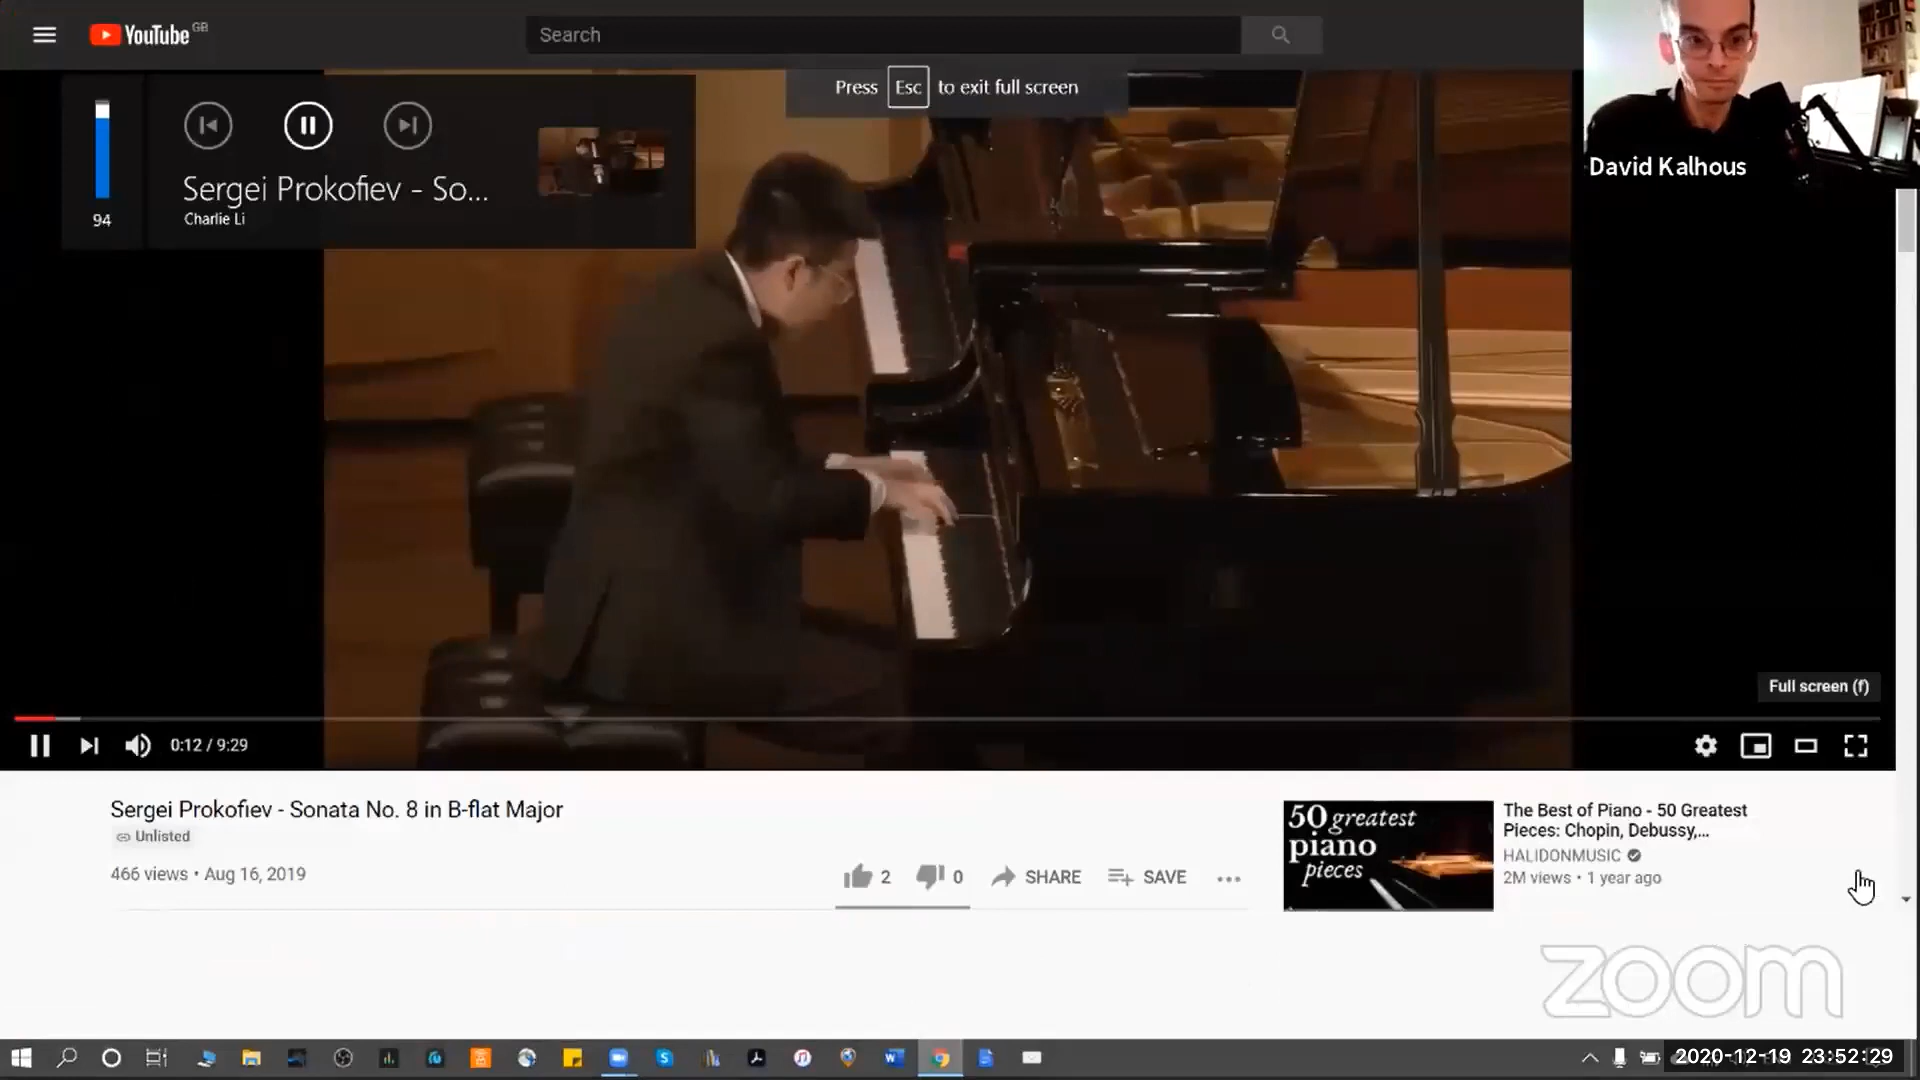 YouTube GB
Search
Press Esc to exit full screen
Sergei Prokofiev - So...
Charlie Li
94
David Kalhous
Full screen (f)
0:12 / 9:29
Sergei Prokofiev - Sonata No. 8 in B-flat Major
Unlisted
466 views • Aug 16, 2019
2
0
SHARE
SAVE
50 greatest
piano
pieces
The Best of Piano - 50 Greatest
Pieces: Chopin, Debussy,...
HALIDONMUSIC
2M views • 1 year ago
zoom
2020-12-19 23:52:29